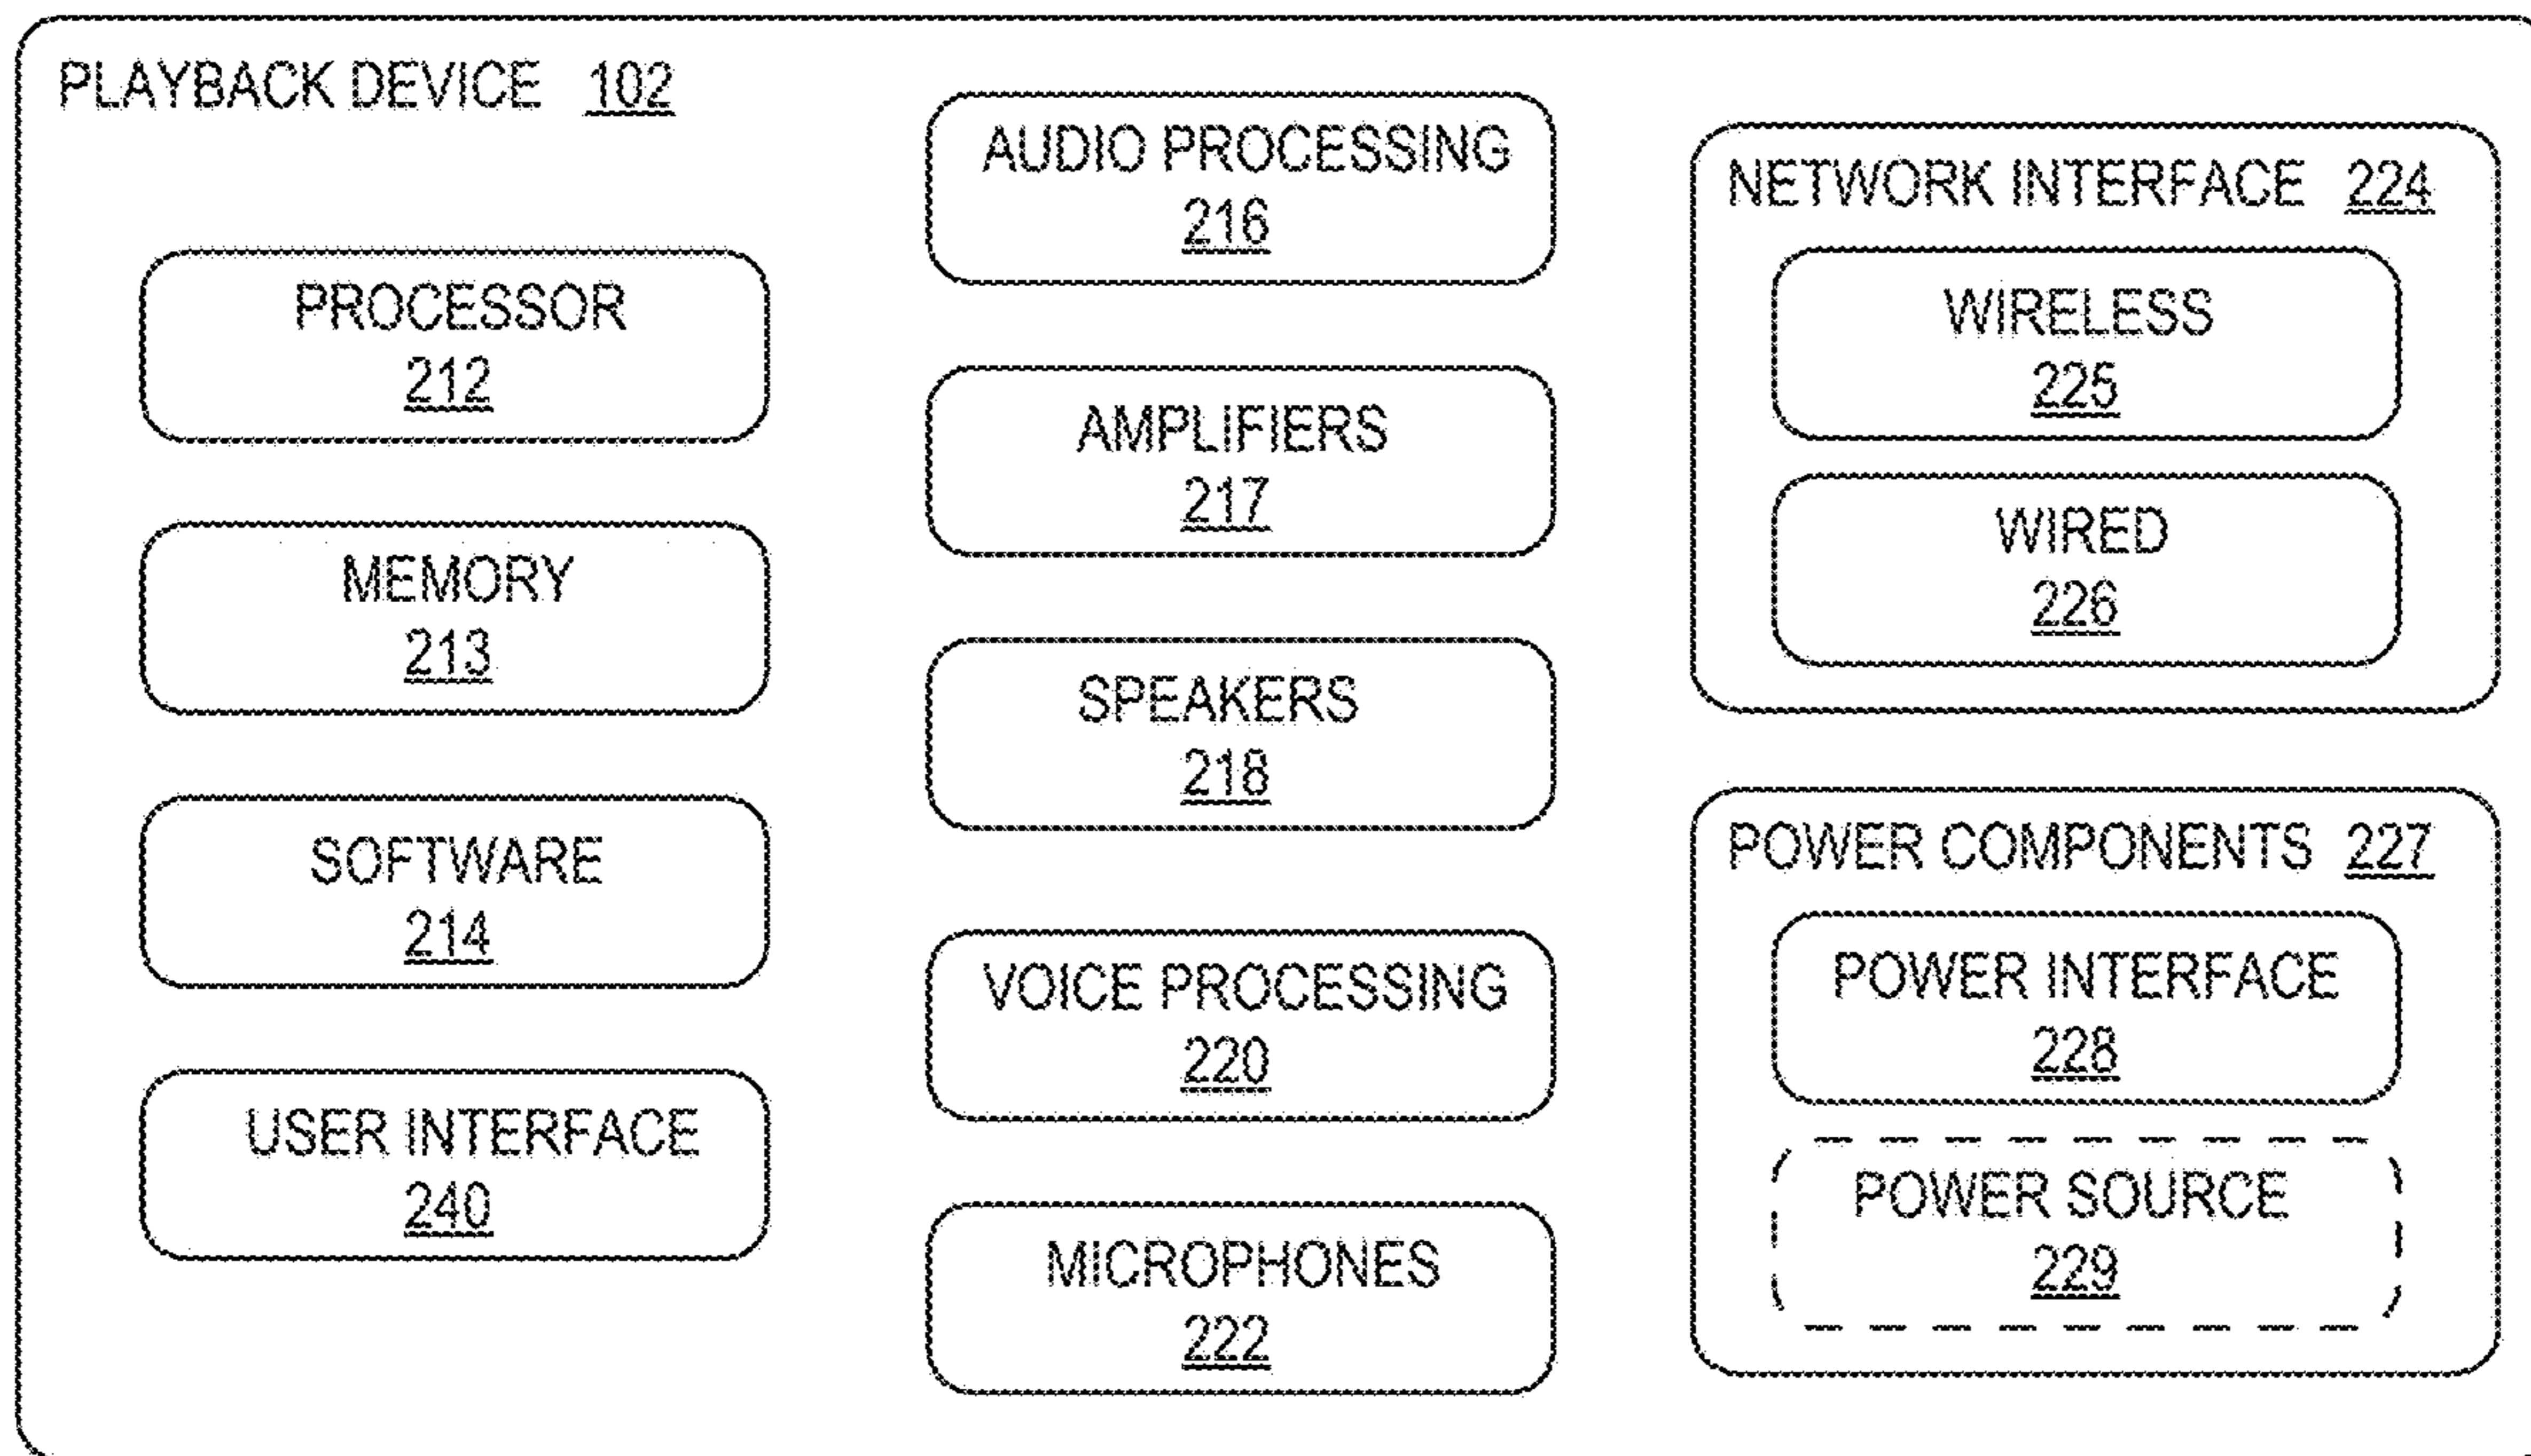 PLAYBACK DEVICE 102
PROCESSOR
212
MEMORY
213
SOFTWARE
214
USER INTERFACE
240
AUDIO PROCESSING
216
AMPLIFIERS
217
SPEAKERS
218
VOICE PROCESSING
220
MICROPHONES
222
NETWORK INTERFACE 224
WIRELESS
225
WIRED
226
POWER COMPONENTS 227
POWER INTERFACE
228
POWER SOURCE
229